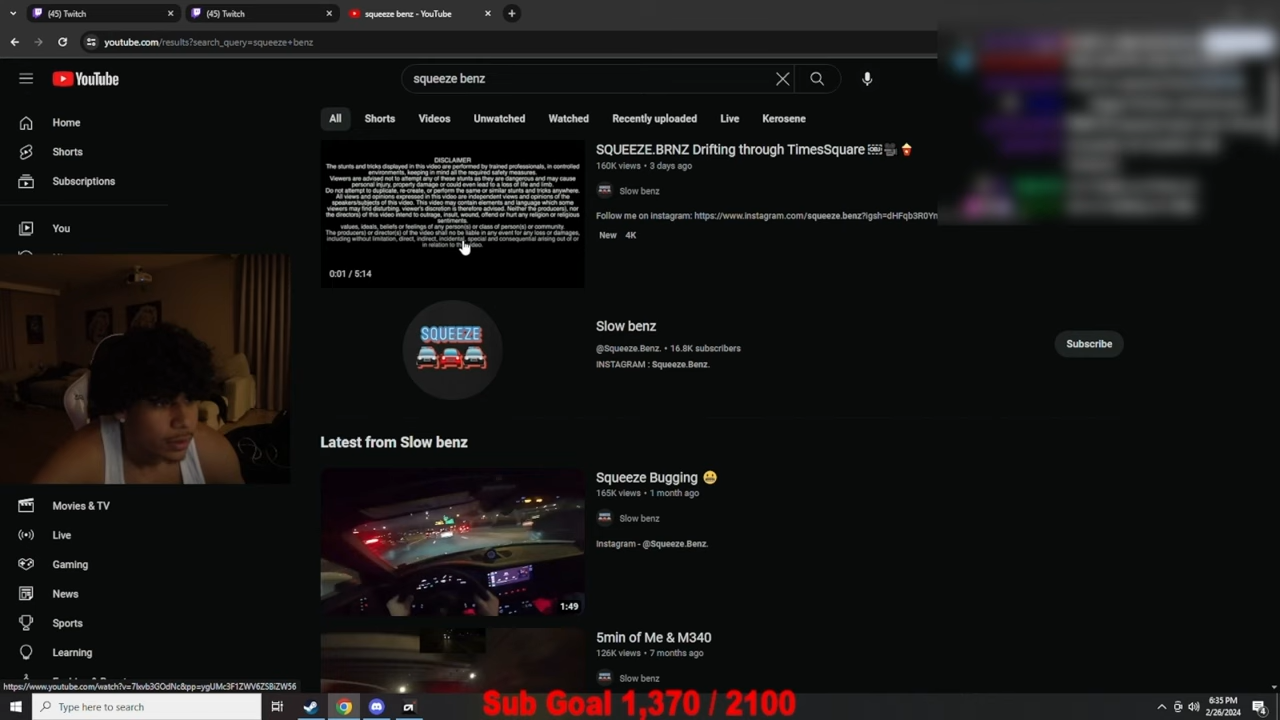 (45) Twitch
(45) Twitch
squeeze benz - YouTube
youtube.com/results?search_query=squeeze+benz
YouTube
squeeze benz
All
Shorts
Videos
Unwatched
Watched
Recently uploaded
Live
Kerosene
Home
Shorts
Subscriptions
You
DISCLAIMER
The stunts and tricks displayed in this video are performed by trained professionals, in controlled
environments, keeping in mind all the required safety measures.
Viewers are advised not to attempt any of these stunts as they are dangerous and may cause
personal injury, property damage or could even lead to a loss of life and limb.
Do not attempt to duplicate, re-create, or perform the same or similar stunts and tricks anywhere.
All views and opinions expressed in this video are independent views and opinions of the
speakers/subjects of this video. This video may contain elements and language which some
viewers may find disturbing. viewer's discretion is therefore advised. Neither the producer(s), nor
the directors(s) of this video intend to outrage, insult, wound, offend or hurt any religion or religious
sentiments.
values, ideals, beliefs or feelings of any person(s) or class of person(s) or community.
The producer(s) or director(s) of the video shall no be liable in any event for any loss or damages,
including without limitation, direct, indirect, incidental, special and consequential arising out of or
in relation to video.
0:01 / 5:14
SQUEEZE.BRNZ Drifting through TimesSquare
160K views • 3 days ago
Slow benz
Follow me on instagram: https://www.instagram.com/squeeze.benz?igsh=dHFqb3R0Yn
New 4K
SQUEEZE
Slow benz
@Squeeze.Benz. • 16.8K subscribers
INSTAGRAM : Squeeze.Benz.
Subscribe
Latest from Slow benz
Squeeze Bugging
165K views • 1 month ago
Slow benz
Instagram - @Squeeze.Benz.
1:49
5min of Me & M340
126K views • 7 months ago
Slow benz
Movies & TV
Live
Gaming
News
Sports
Learning
https://www.youtube.com/watch?v=7lxvb3GOdNc&pp=ygUMc3F1ZWV6ZSBiZW56
Type here to search
Sub Goal 1,370 / 2100
6:35 PM
2/26/2024
4